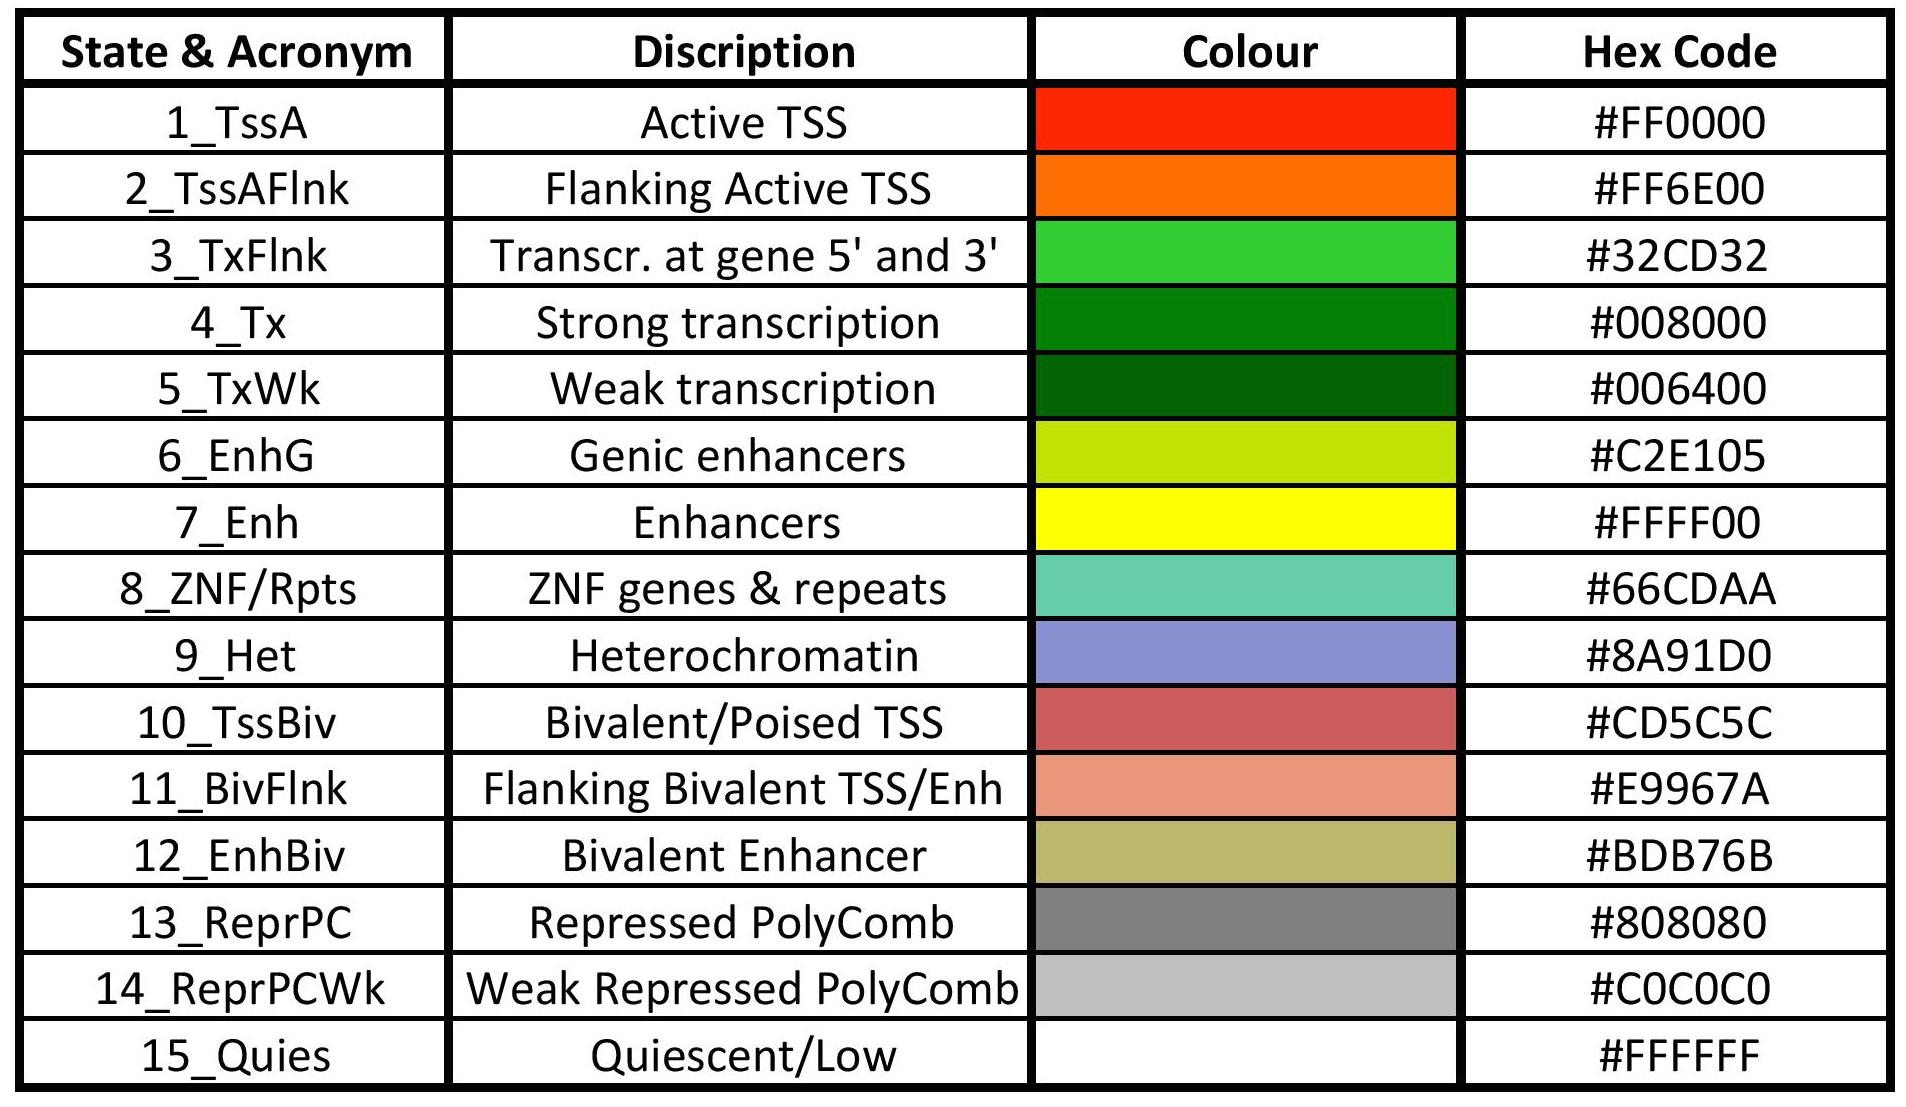 State & Acronym Discription Colour Hex Code
1_TssA Active TSS #FF0000
2_TssAFlnk Flanking Active TSS #FF6E00
3_TxFlnk Transcr. at gene 5' and 3' #32CD32
4_Tx Strong transcription #008000
5_TxWk Weak transcription #006400
6_EnhG Genic enhancers #C2E105
7_Enh Enhancers #FFFF00
8_ZNF/Rpts ZNF genes & repeats #66CDAA
9_Het Heterochromatin #8A91D0
10_TssBiv Bivalent/Poised TSS #CD5C5C
11_BivFlnk Flanking Bivalent TSS/Enh #E9967A
12_EnhBiv Bivalent Enhancer #BDB76B
13_ReprPC Repressed PolyComb #808080
14_ReprPCWk Weak Repressed PolyComb #C0C0C0
15_Quies Quiescent/Low #FFFFFF